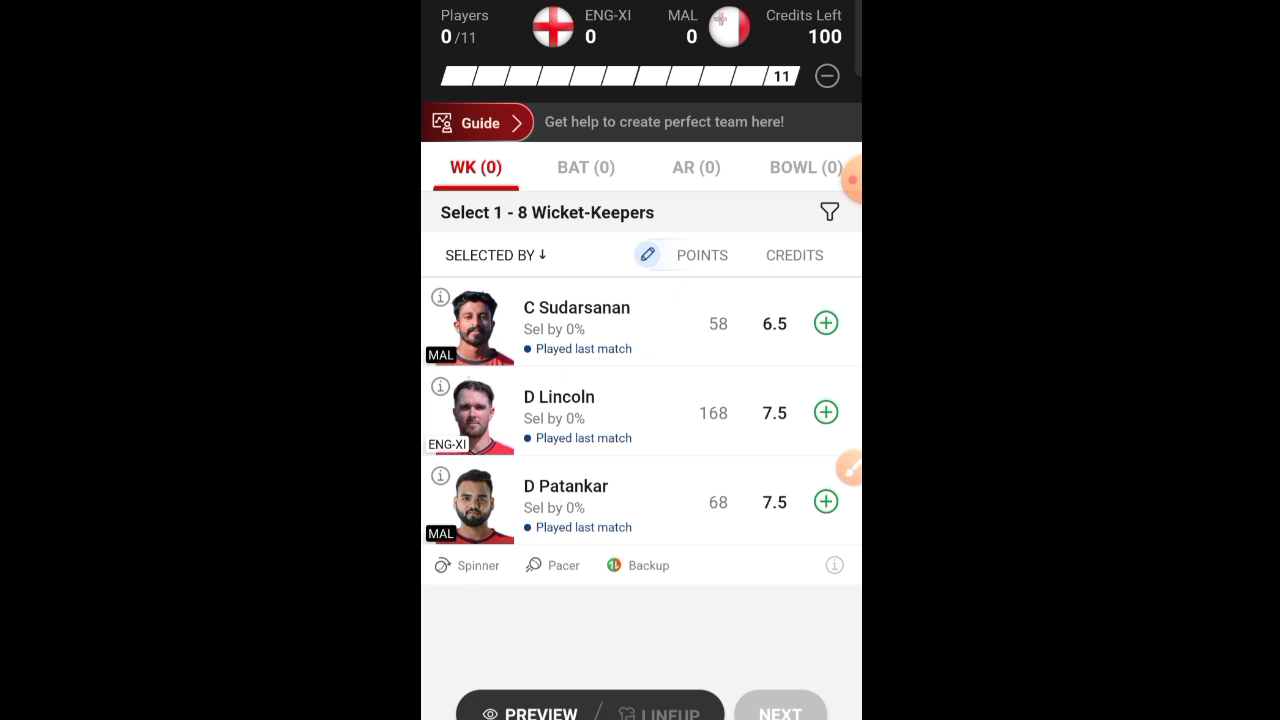 Players ENG-XI MAL Credits Left
0/11 0 0 100
11
Guide Get help to create perfect team here!
WK (0) BAT (0) AR (0) BOWL (0)
Select 1 - 8 Wicket-Keepers
SELECTED BY POINTS CREDITS
C Sudarsanan
Sel by 0% 58 6.5
Played last match
MAL
D Lincoln
Sel by 0% 168 7.5
Played last match
ENG-XI
D Patankar
Sel by 0% 68 7.5
Played last match
MAL
Spinner Pacer Backup
PREVIEW LINEUP NEXT